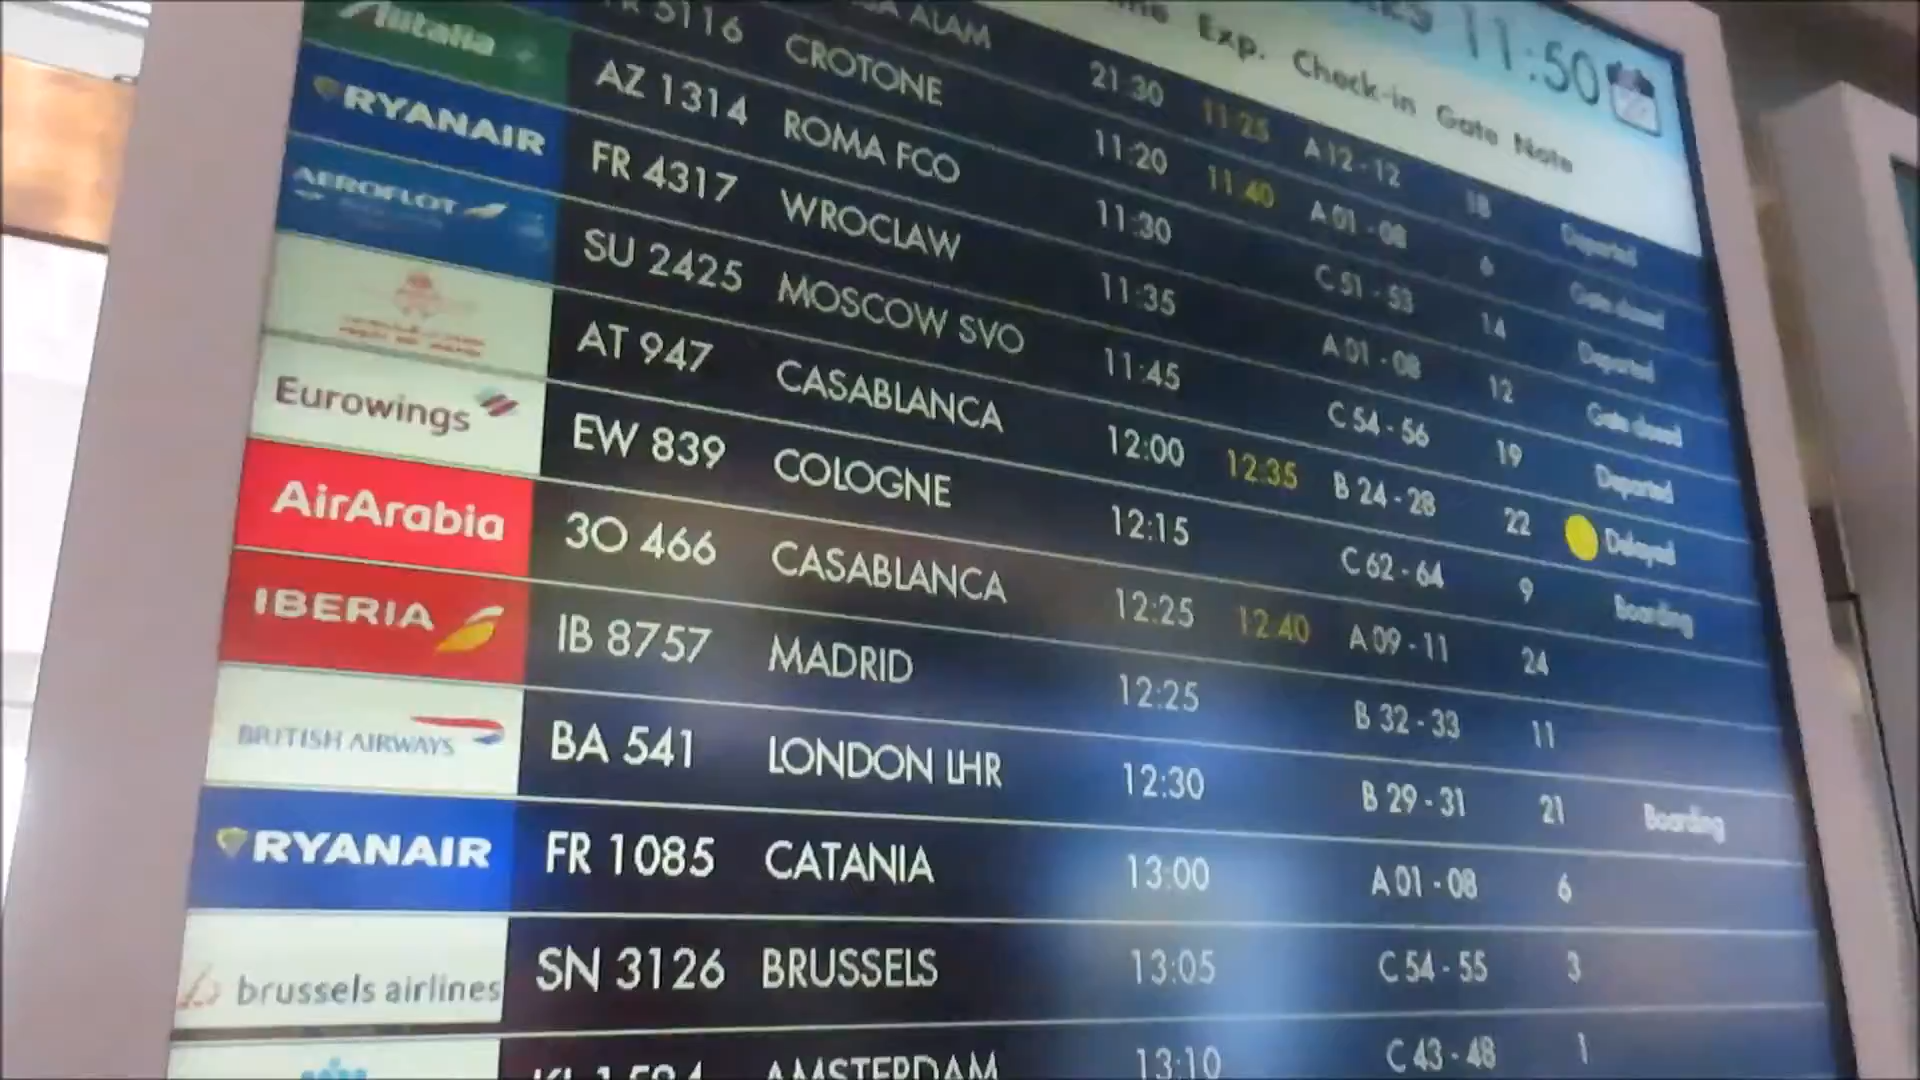 11:50
Exp. Check-in Gate Note
ALAM 21:30 11:25 A 12-12 18 Departed
5116 CROTONE 11:20 11:40 A 01-08 6 Gate closed
Alitalia AZ 1314 ROMA FCO 11:30 C 51-53 14 Departed
RYANAIR FR 4317 WROCLAW 11:35 A 01-08 12 Gate closed
AEROFLOT SU 2425 MOSCOW SVO 11:45 C 54-56 19 Departed
AT 947 CASABLANCA 12:00 12:35 B 24-28 22 Delayed
Eurowings EW 839 COLOGNE 12:15 C 62-64 9 Boarding
AirArabia 3O 466 CASABLANCA 12:25 12:40 A 09-11 24
IBERIA IB 8757 MADRID 12:25 B 32-33 11
BRITISH AIRWAYS BA 541 LONDON LHR 12:30 B 29-31 21 Boarding
RYANAIR FR 1085 CATANIA 13:00 A 01-08 6
brussels airlines SN 3126 BRUSSELS 13:05 C 54-55 3
AMSTERDAM 13:10 C 43-48 1